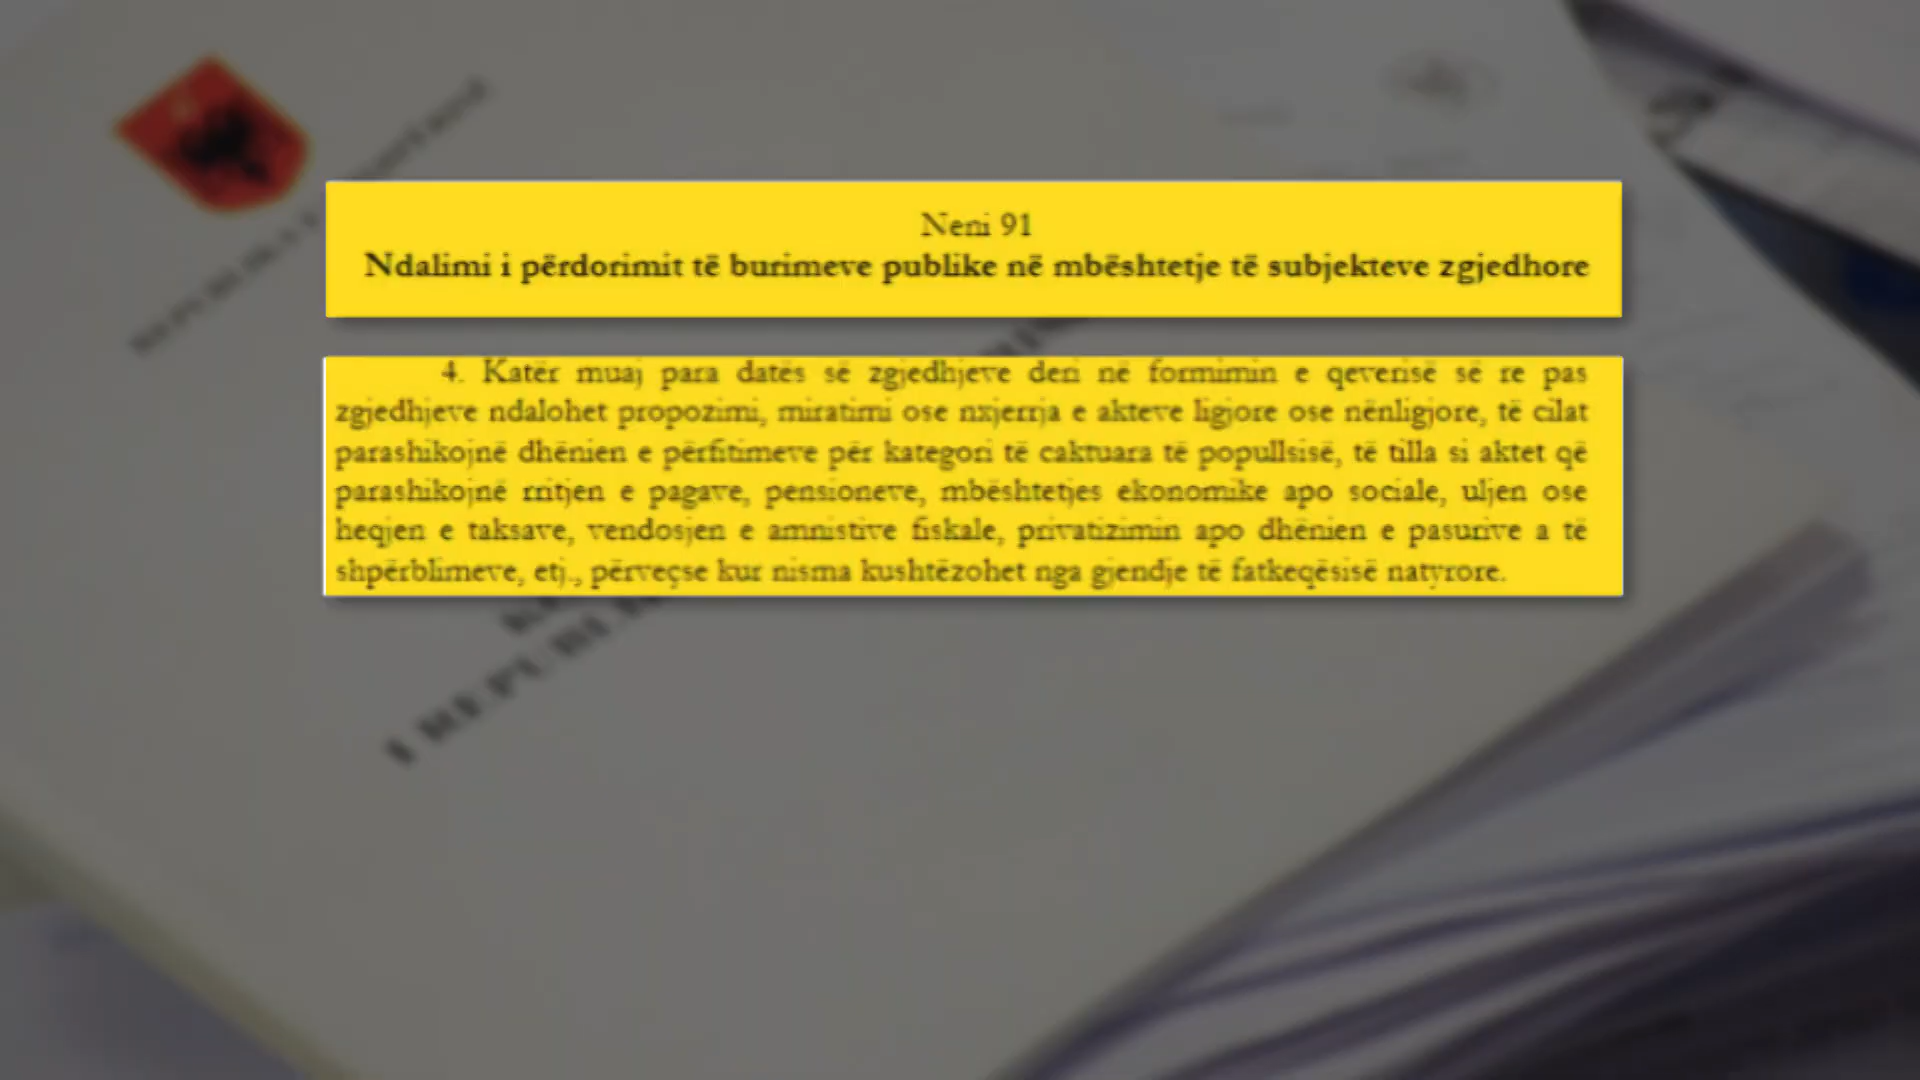 Neni 91
Ndalimi i përdorimit të burimeve publike në mbështetje të subjekteve zgjedhore
4. Katër muaj para datës së zgjedhjeve deri në formimin e qeverisë së re pas
zgjedhjeve ndalohet propozimi, miratimi ose nxjerrja e akteve ligjore ose nënligjore, të cilat
parashikojnë dhënien e përfitimeve për kategori të caktuara të popullsisë, të tilla si aktet që
parashikojnë rritjen e pagave, pensioneve, mbështetjes ekonomike apo sociale, uljen ose
heqjen e taksave, vendosjen e amnistive fiskale, privatizimin apo dhënien e pasurive a të
shpërblimeve, etj., përveçse kur nisma kushtëzohet nga gjendje të fatkeqësisë natyrore.